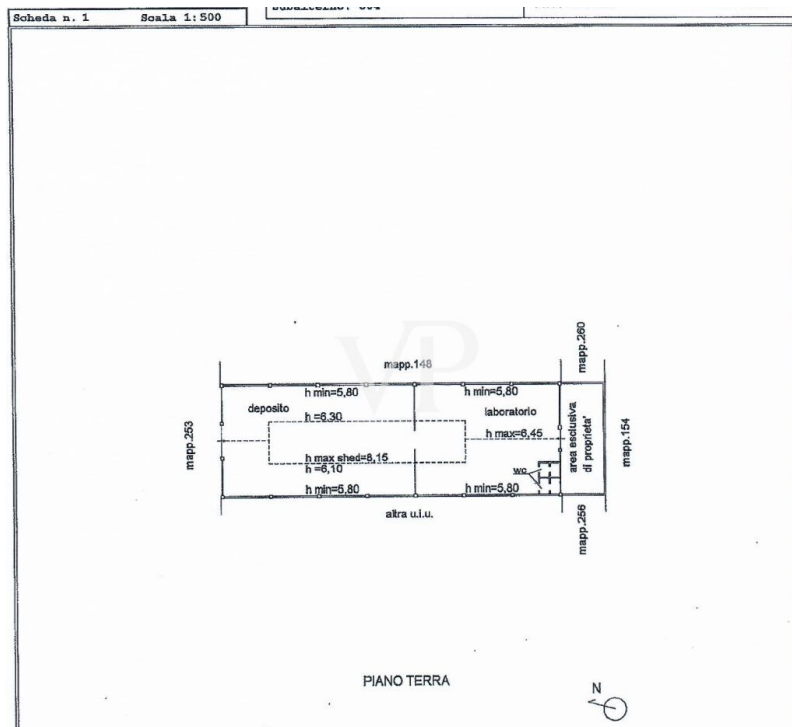 Scheda n. 1 Scala 1:500
VP
mapp.148
mapp.260
h min=5,80 h min=5,80
deposito laboratorio
h =6,30
h max=6,45
area esclusiva
di proprieta'
mapp.253
mapp.154
h max shed=8,15
h =6,10
wc
h min=5,80 h min=5,80
altra u.i.u.
mapp.256
PIANO TERRA
N